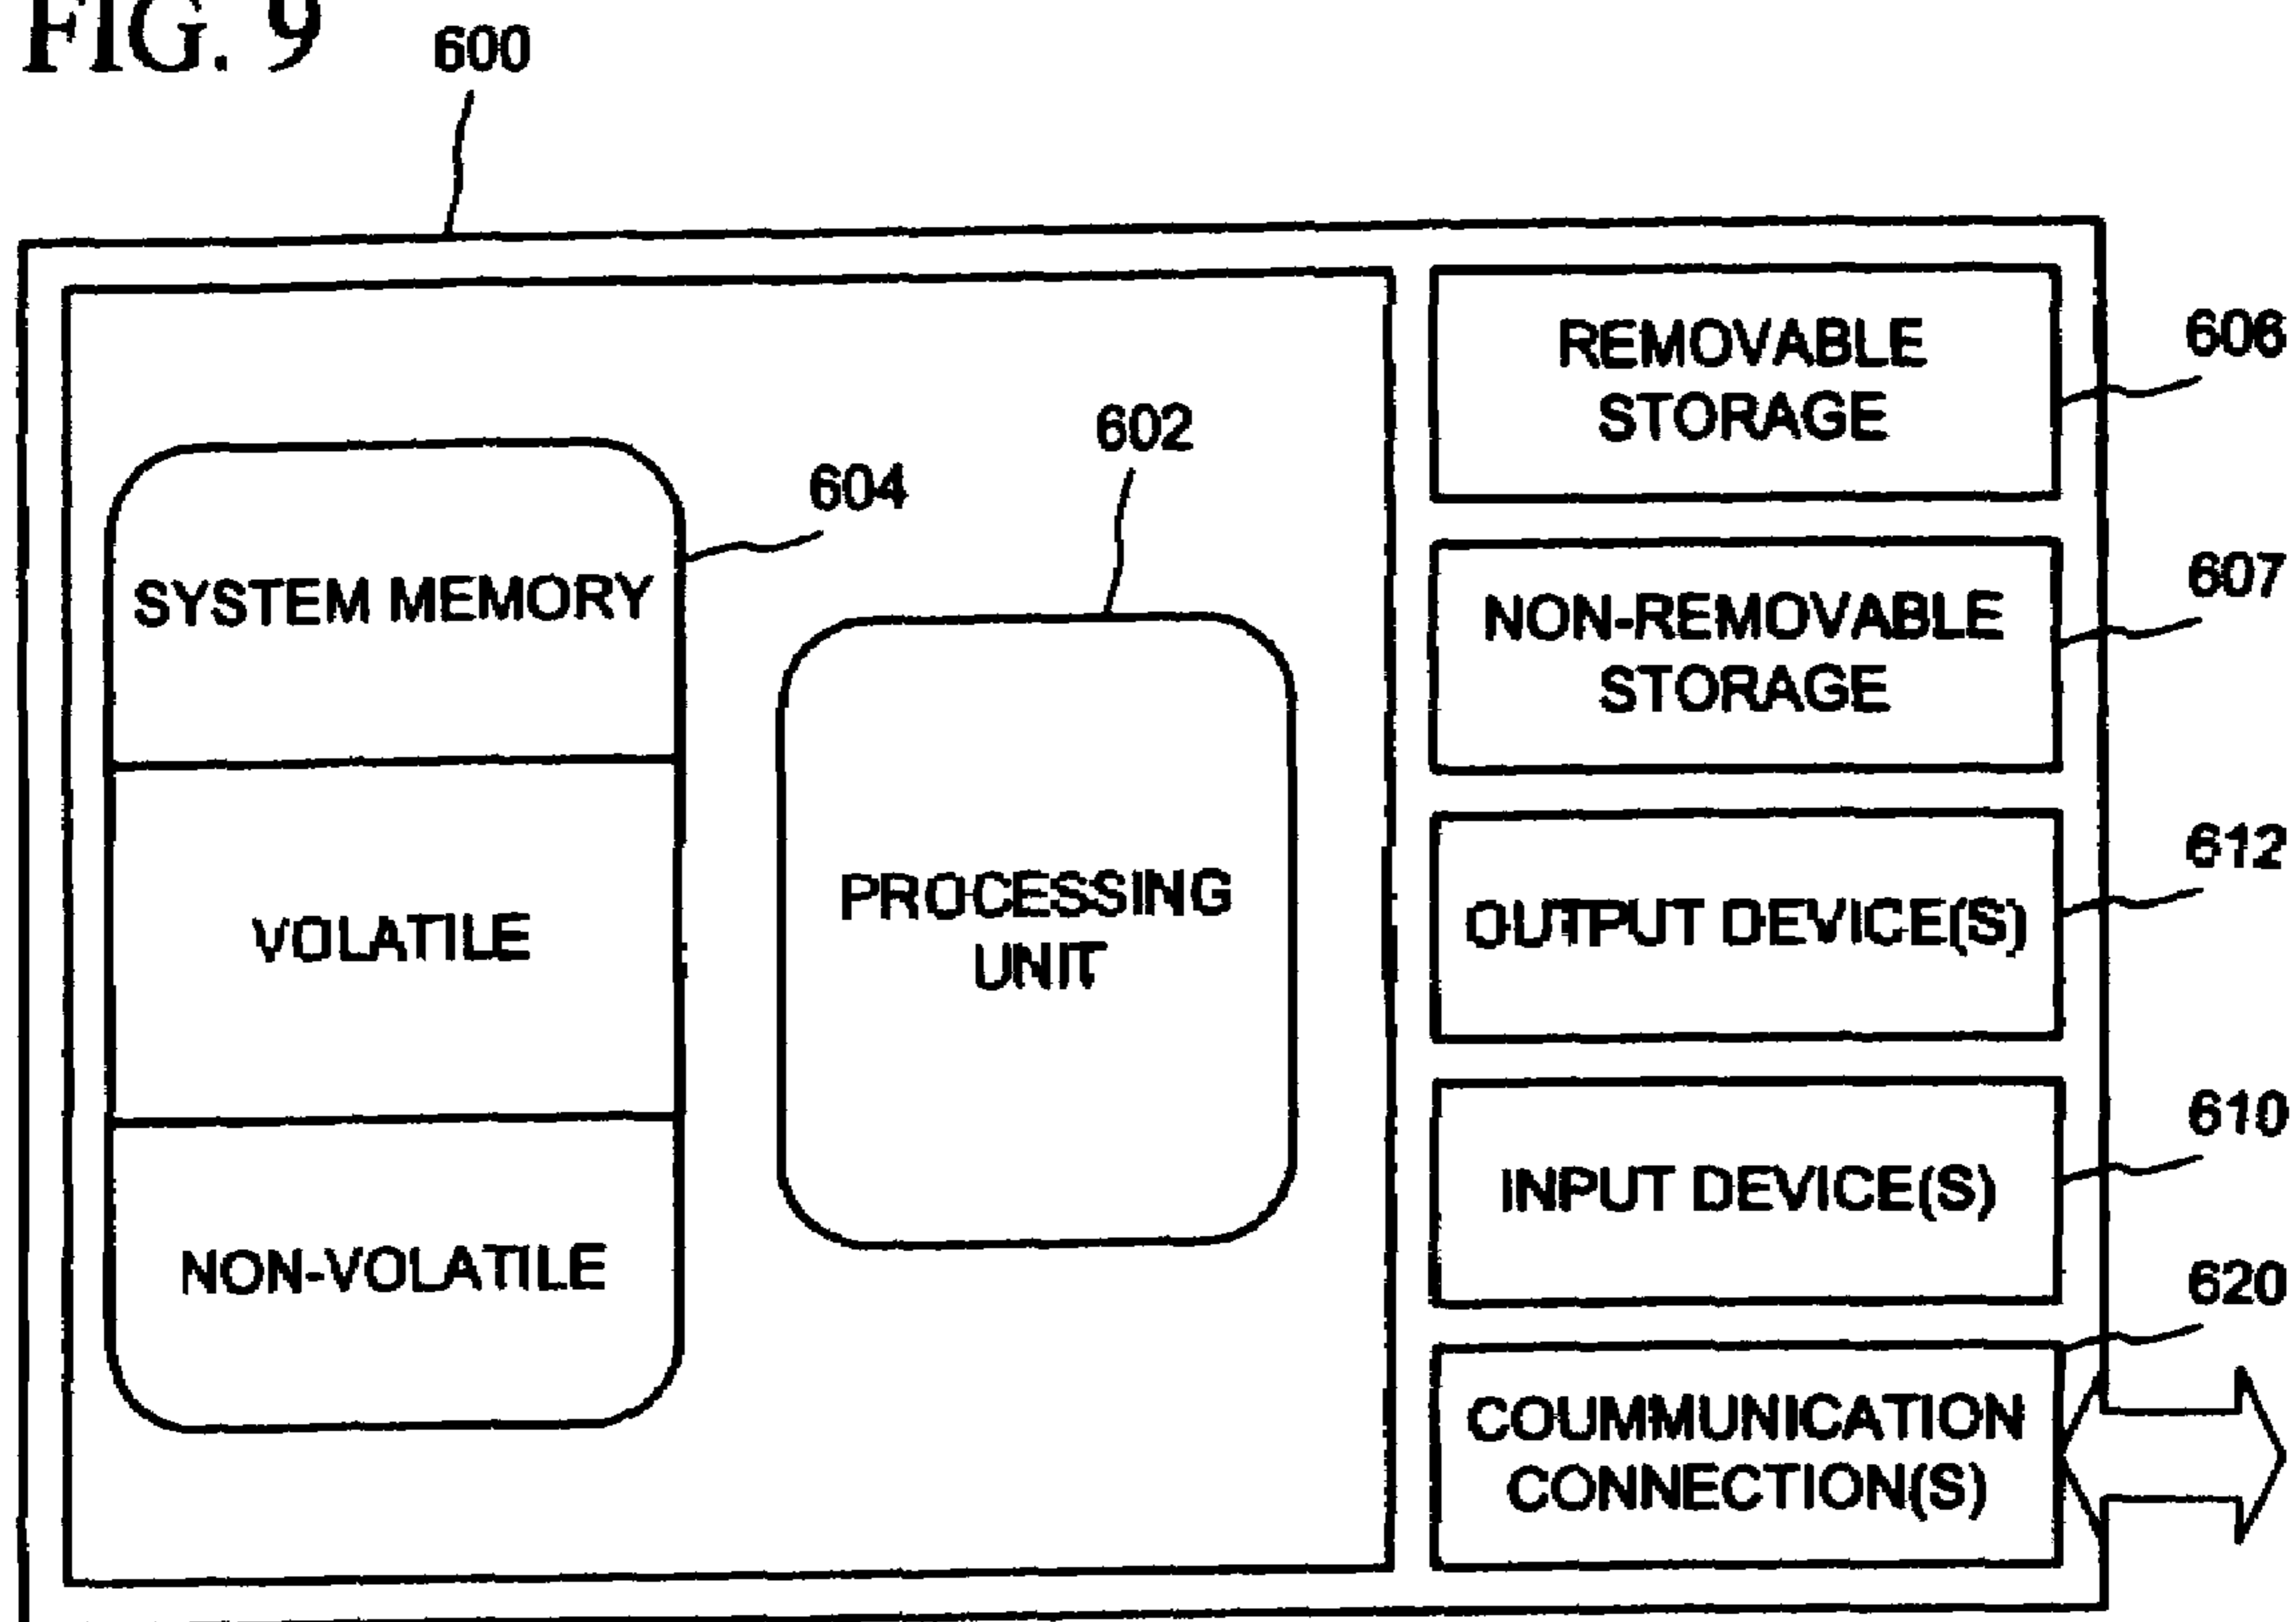 FIG. 9
600
REMOVABLE
STORAGE
606
602
604
SYSTEM MEMORY
NON-REMOVABLE
STORAGE
607
VOLATILE
PROCESSING
UNIT
OUTPUT DEVICE(S)
612
NON-VOLATILE
INPUT DEVICE(S)
610
620
COUMMUNICATION
CONNECTION(S)